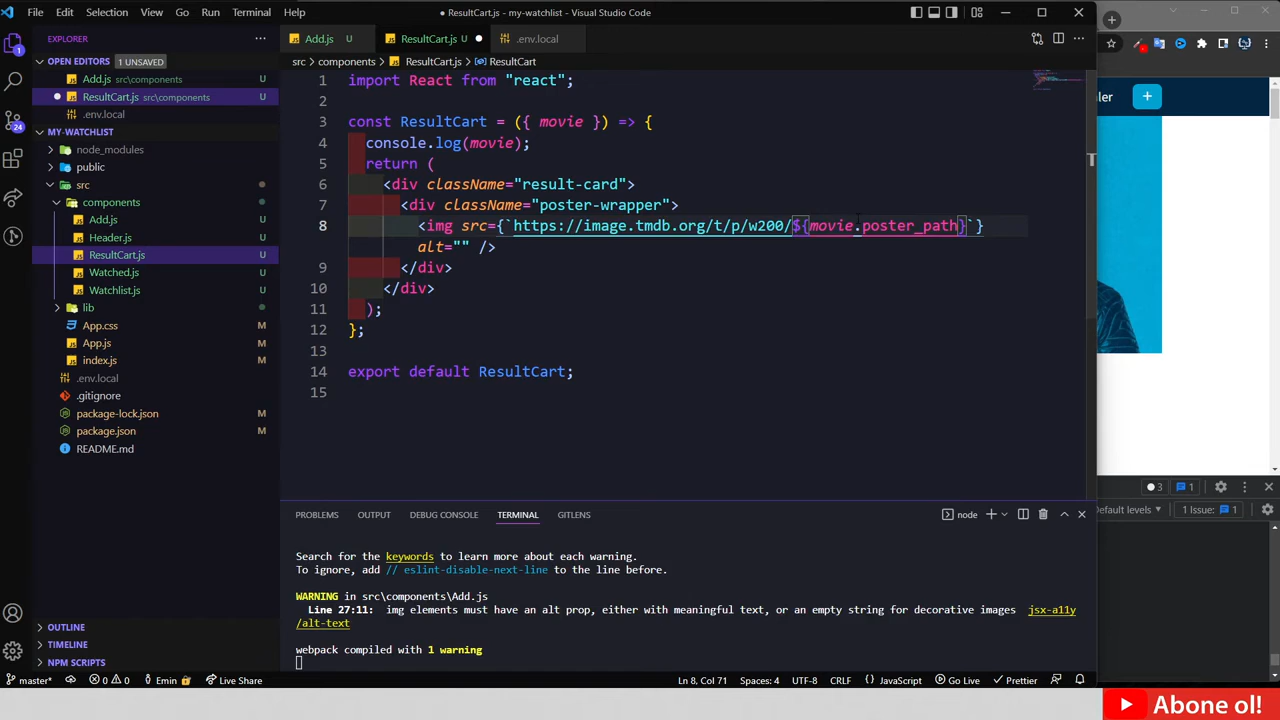 File Edit Selection View Go Run Terminal Help
● ResultCart.js - my-watchlist - Visual Studio Code
EXPLORER
OPEN EDITORS 1 UNSAVED
Add.js src\components U
ResultCart.js src\components U
.env.local
MY-WATCHLIST
node_modules
public
src
components
Add.js U
Header.js U
ResultCart.js U
Watched.js U
Watchlist.js U
lib
App.css M
App.js M
index.js M
.env.local
.gitignore
package-lock.json M
package.json M
README.md
OUTLINE
TIMELINE
NPM SCRIPTS
1
24
Add.js U ResultCart.js U ● .env.local
src > components > ResultCart.js > ResultCart
1 import React from "react";
2
3 const ResultCart = ({ movie }) => {
4 console.log(movie);
5 return (
6 <div className="result-card">
7 <div className="poster-wrapper">
8 <img src={`https://image.tmdb.org/t/p/w200/${movie.poster_path}`}
alt="" />
9 </div>
10 </div>
11 );
12 };
13
14 export default ResultCart;
15
PROBLEMS OUTPUT DEBUG CONSOLE TERMINAL GITLENS
node
Search for the keywords to learn more about each warning.
To ignore, add // eslint-disable-next-line to the line before.
WARNING in src\components\Add.js
Line 27:11: img elements must have an alt prop, either with meaningful text, or an empty string for decorative images jsx-a11y
/alt-text
webpack compiled with 1 warning
ller +
T
3 1
Default levels 1 Issue: 1
master* 0 0 Emin Live Share Ln 8, Col 71 Spaces: 4 UTF-8 CRLF JavaScript Go Live Prettier
Abone ol!